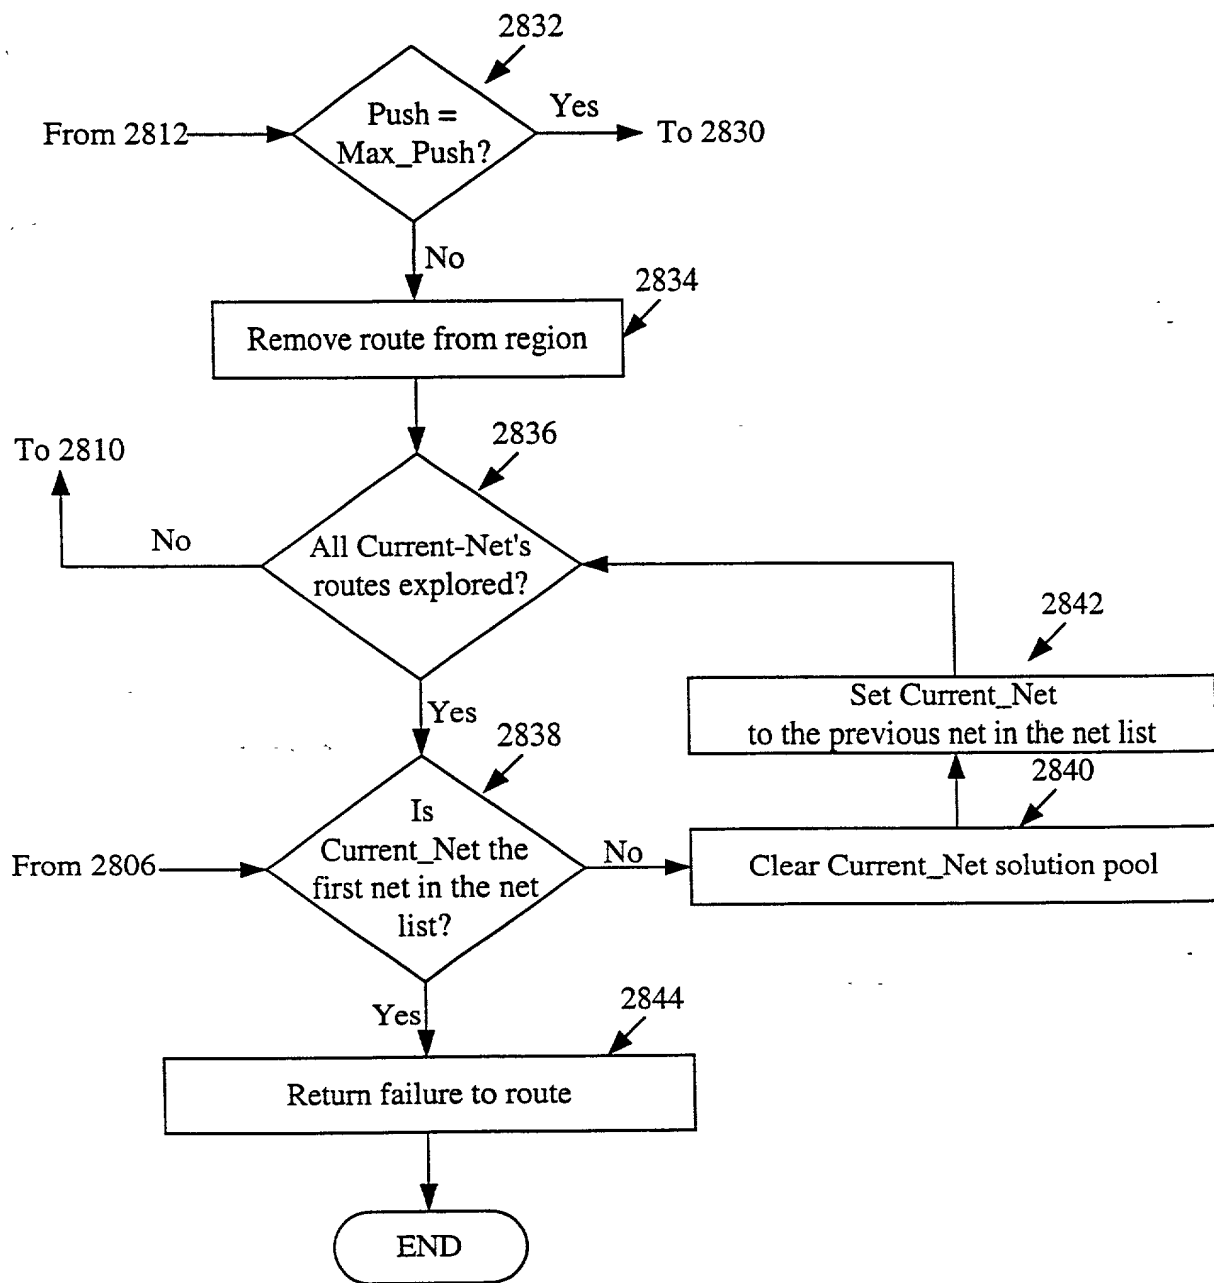 2832
Push =
Max_Push?
Yes
From 2812
To 2830
No
2834
Remove route from region
2836
To 2810
No
All Current-Net's
routes explored?
2842
Set Current_Net
to the previous net in the net list
Yes
2838
2840
Is
Current_Net the
first net in the net
list?
From 2806
No
Clear Current_Net solution pool
Yes
2844
Return failure to route
END